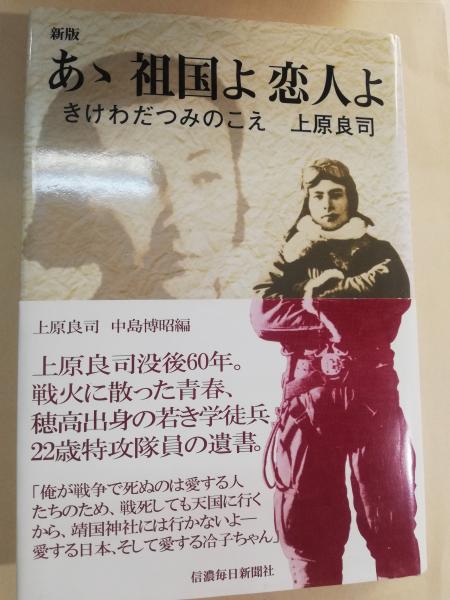 新版
あゝ 祖国よ 恋人よ
きけわだつみのこえ 上原良司
上原良司 中島博昭編
上原良司没後60年。
戦火に散った青春、
穂高出身の若き学徒兵
22歳特攻隊員の遺書。
「俺が戦争で死ぬのは愛する人
たちのため、戦死しても天国に行く
から、靖国神社には行かないよ―
愛する日本、そして愛する冾子ちゃん」
信濃毎日新聞社